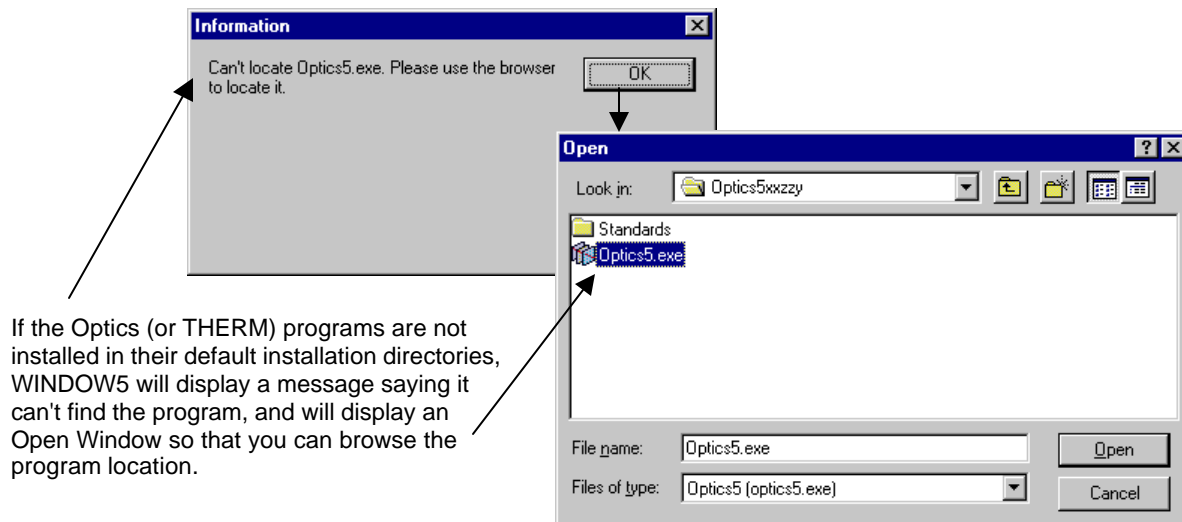 Information
Can't locate Optics5.exe. Please use the browser
to locate it.
OK
Open
Look in:
Optics5xxzzy
Standards
Optics5.exe
File name:
Optics5.exe
Open
Files of type:
Optics5 (optics5.exe)
Cancel
If the Optics (or THERM) programs are not
installed in their default installation directories,
WINDOW5 will display a message saying it
can't find the program, and will display an
Open Window so that you can browse the
program location.